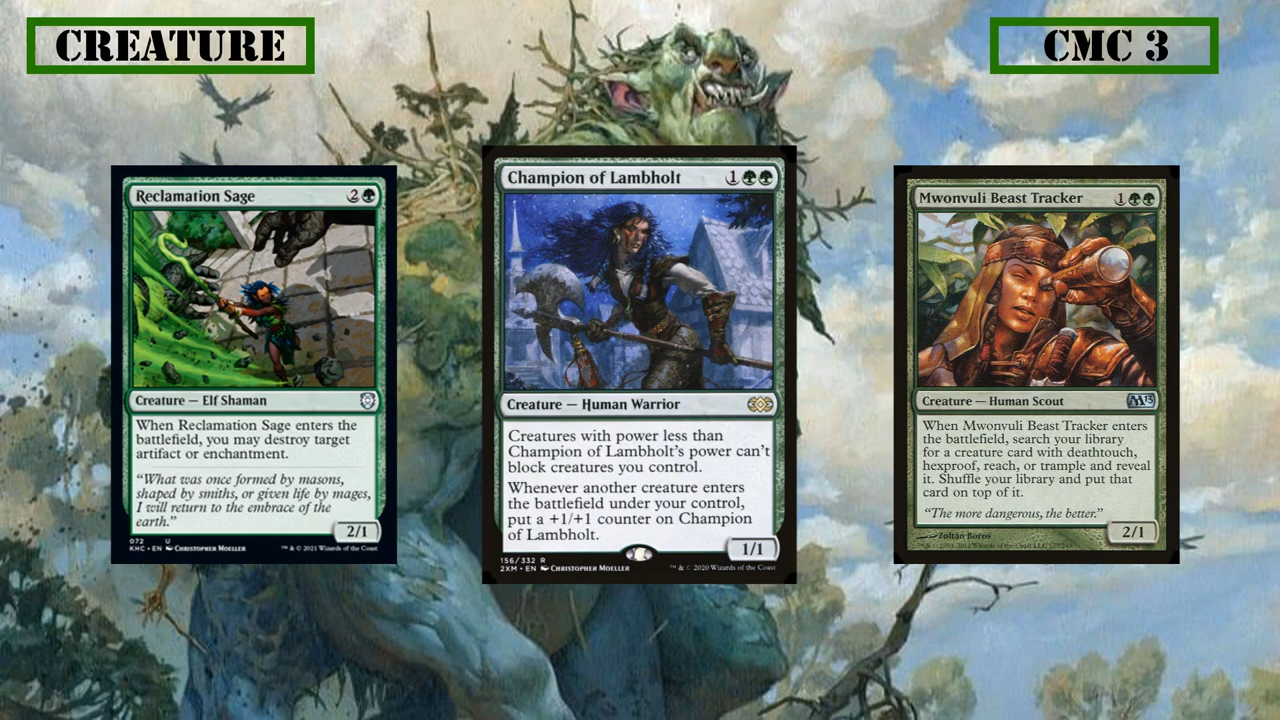 CREATURE
CMC 3
Reclamation Sage 2
Creature — Elf Shaman
When Reclamation Sage enters the
battlefield, you may destroy target
artifact or enchantment.
“What was once formed by masons,
shaped by smiths, or given life by mages,
I will return to the embrace of the
earth.”
2/1
072 U
KHC • EN Christopher Moeller ™ & © 2021 Wizards of the Coast
Champion of Lambholt 1
Creature — Human Warrior
Creatures with power less than
Champion of Lambholt's power can't
block creatures you control.
Whenever another creature enters
the battlefield under your control,
put a +1/+1 counter on Champion
of Lambholt.
1/1
156/332 R
2XM • EN Christopher Moeller ™ & © 2020 Wizards of the Coast
Mwonvuli Beast Tracker 1
Creature — Human Scout M13
When Mwonvuli Beast Tracker enters
the battlefield, search your library
for a creature card with deathtouch,
hexproof, reach, or trample and reveal
it. Shuffle your library and put that
card on top of it.
“The more dangerous, the better.”
2/1
Zoltan Boros